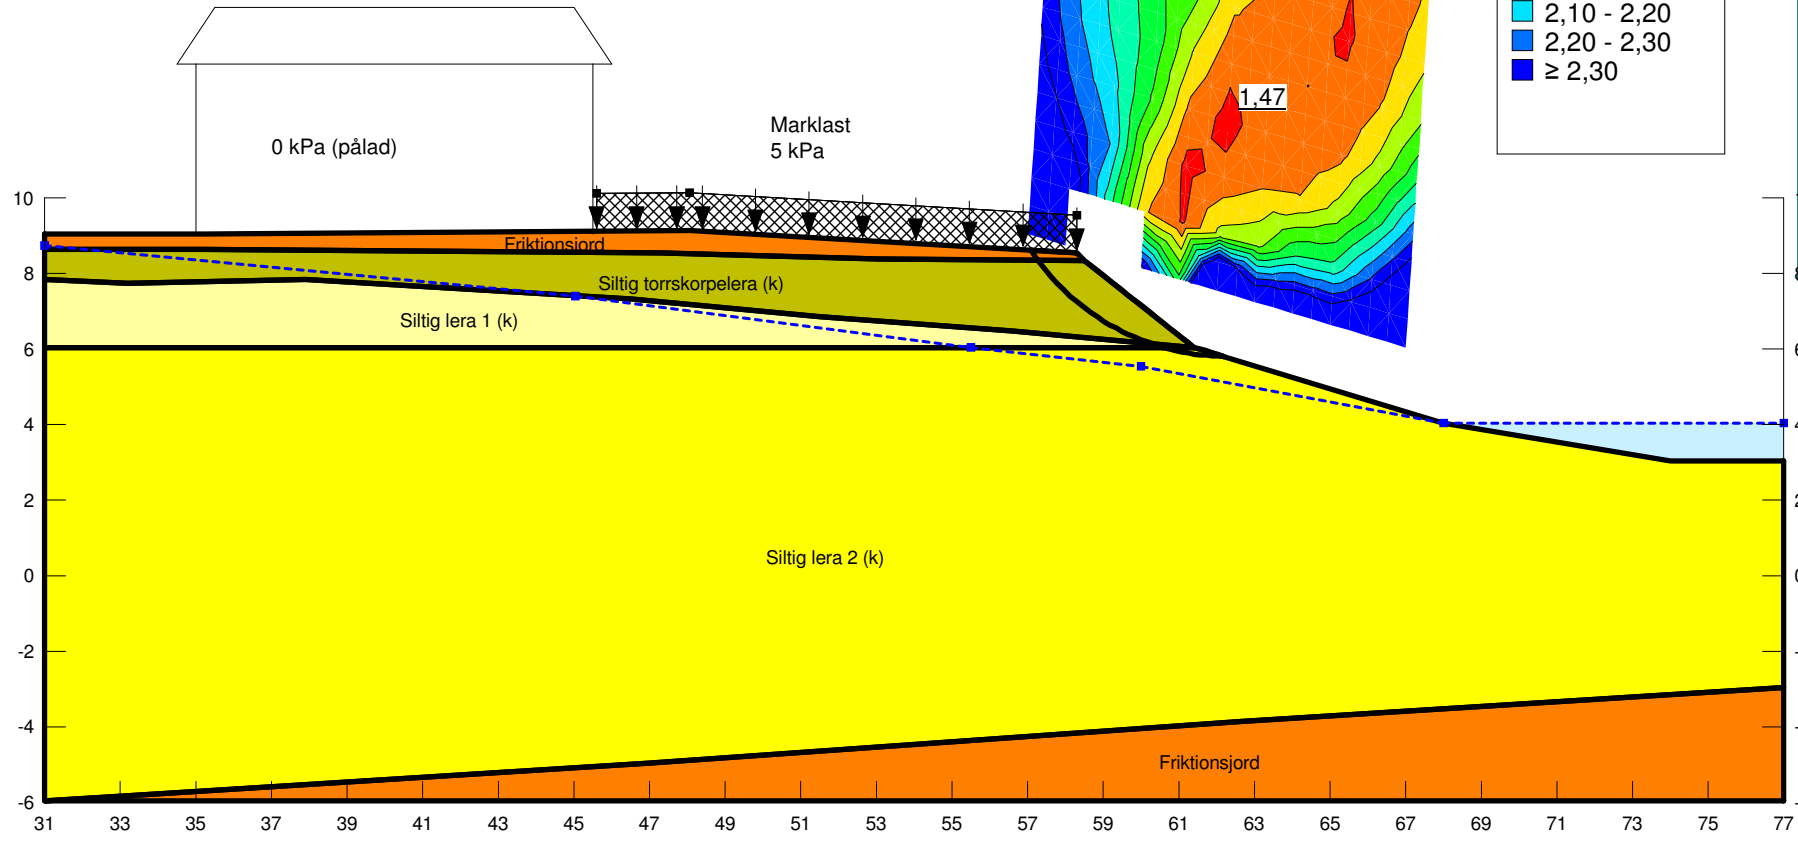 2,10 - 2,20
2,20 - 2,30
≥ 2,30
1,47
Marklast
5 kPa
0 kPa (pålad)
10
8
6
4
2
0
-2
-4
-6
Friktionsjord
Siltig torrskorpelera (k)
Siltig lera 1 (k)
Siltig lera 2 (k)
Friktionsjord
31 33 35 37 39 41 43 45 47 49 51 53 55 57 59 61 63 65 67 69 71 73 75 77